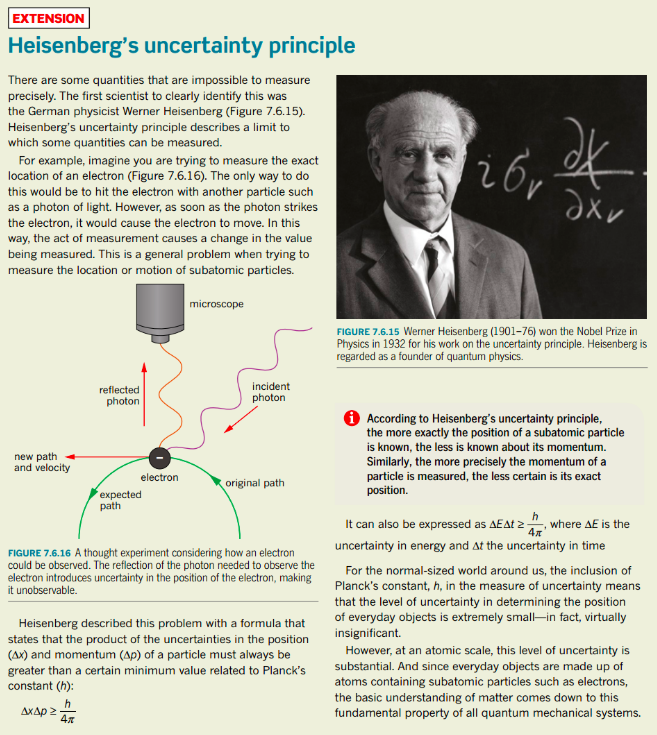 EXTENSION
Heisenberg's uncertainty principle
There are some quantities that are impossible to measure
precisely. The first scientist to clearly identify this was
the German physicist Werner Heisenberg (Figure 7.6.15).
Heisenberg's uncertainty principle describes a limit to
which some quantities can be measured.
For example, imagine you are trying to measure the exact
location of an electron (Figure 7.6.16). The only way to do
this would be to hit the electron with another particle such
as a photon of light. However, as soon as the photon strikes
the electron, it would cause the electron to move. In this
way, the act of measurement causes a change in the value
being measured. This is a general problem when trying to
measure the location or motion of subatomic particles.
microscope
reflected
photon
incident
photon
new path
and velocity
electron
original path
expected
path
FIGURE 7.6.16 A thought experiment considering how an electron
could be observed. The reflection of the photon needed to observe the
electron introduces uncertainty in the position of the electron, making
it unobservable.
Heisenberg described this problem with a formula that
states that the product of the uncertainties in the position
(Δx) and momentum (Δp) of a particle must always be
greater than a certain minimum value related to Planck's
constant (h):
ΔxΔp ≥ h/4π
∂χ
∂xν
FIGURE 7.6.15 Werner Heisenberg (1901–76) won the Nobel Prize in
Physics in 1932 for his work on the uncertainty principle. Heisenberg is
regarded as a founder of quantum physics.
According to Heisenberg's uncertainty principle,
the more exactly the position of a subatomic particle
is known, the less is known about its momentum.
Similarly, the more precisely the momentum of a
particle is measured, the less certain is its exact
position.
It can also be expressed as ΔEΔt ≥ h/4π, where ΔE is the
uncertainty in energy and Δt the uncertainty in time
For the normal-sized world around us, the inclusion of
Planck's constant, h, in the measure of uncertainty means
that the level of uncertainty in determining the position
of everyday objects is extremely small—in fact, virtually
insignificant.
However, at an atomic scale, this level of uncertainty is
substantial. And since everyday objects are made up of
atoms containing subatomic particles such as electrons,
the basic understanding of matter comes down to this
fundamental property of all quantum mechanical systems.